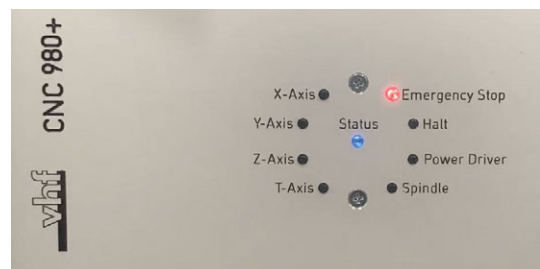 CNC 980+
vhf
X-Axis
Emergency Stop
Y-Axis
Status
Halt
Z-Axis
Power Driver
T-Axis
Spindle